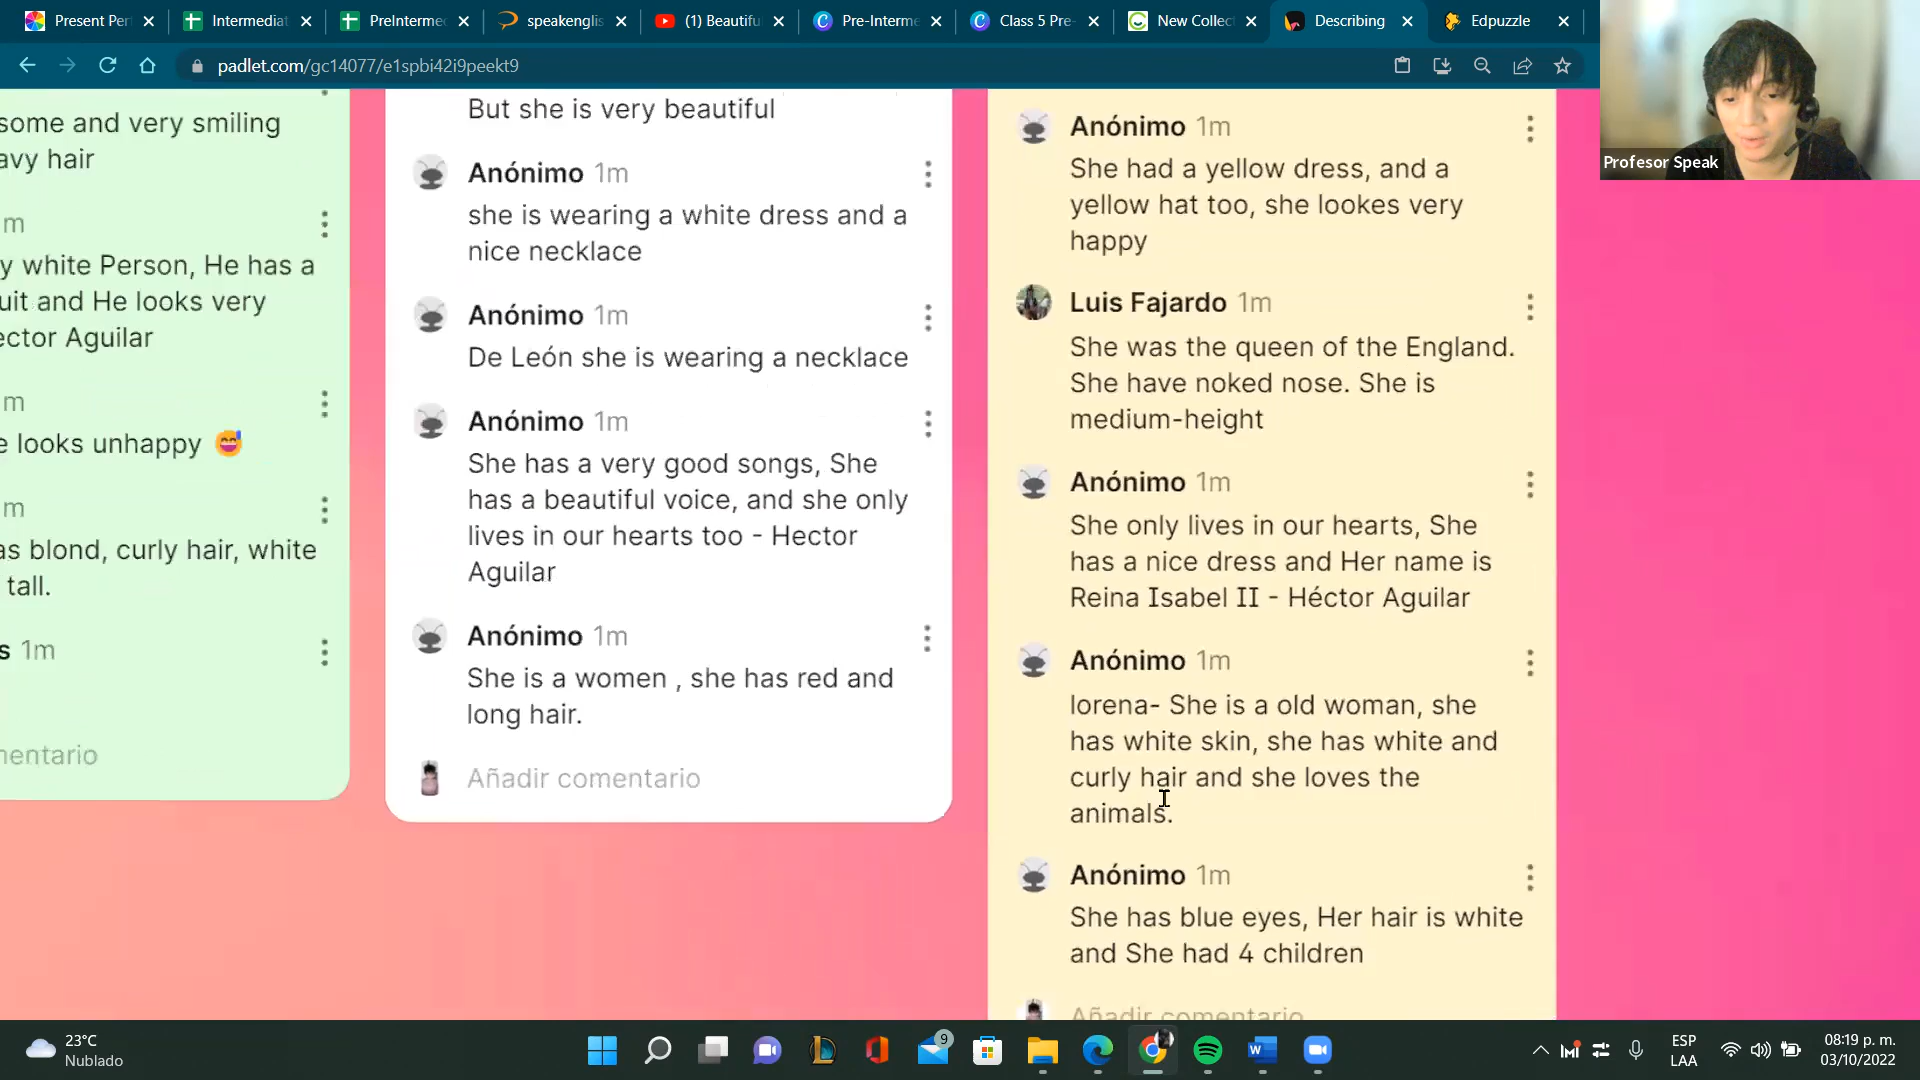 Present Per
Intermediat
PreIntermed
speakenglis
(1) Beautiful
Pre-Interme
Class 5 Pre-
New Collect
Describing
Edpuzzle
padlet.com/gc14077/e1spbi42i9peekt9
Profesor Speak
some and very smiling
avy hair
m
y white Person, He has a
uit and He looks very
ector Aguilar
m
e looks unhappy 😅
m
as blond, curly hair, white
tall.
s 1m
mentario
But she is very beautiful
Anónimo 1m
she is wearing a white dress and a
nice necklace
Anónimo 1m
De León she is wearing a necklace
Anónimo 1m
She has a very good songs, She
has a beautiful voice, and she only
lives in our hearts too - Hector
Aguilar
Anónimo 1m
She is a women , she has red and
long hair.
Añadir comentario
Anónimo 1m
She had a yellow dress, and a
yellow hat too, she lookes very
happy
Luis Fajardo 1m
She was the queen of the England.
She have noked nose. She is
medium-height
Anónimo 1m
She only lives in our hearts, She
has a nice dress and Her name is
Reina Isabel II - Héctor Aguilar
Anónimo 1m
lorena- She is a old woman, she
has white skin, she has white and
curly hair and she loves the
animals.
Anónimo 1m
She has blue eyes, Her hair is white
and She had 4 children
Añadir comentario
23°C
Nublado
9
ESP
LAA
08:19 p. m.
03/10/2022